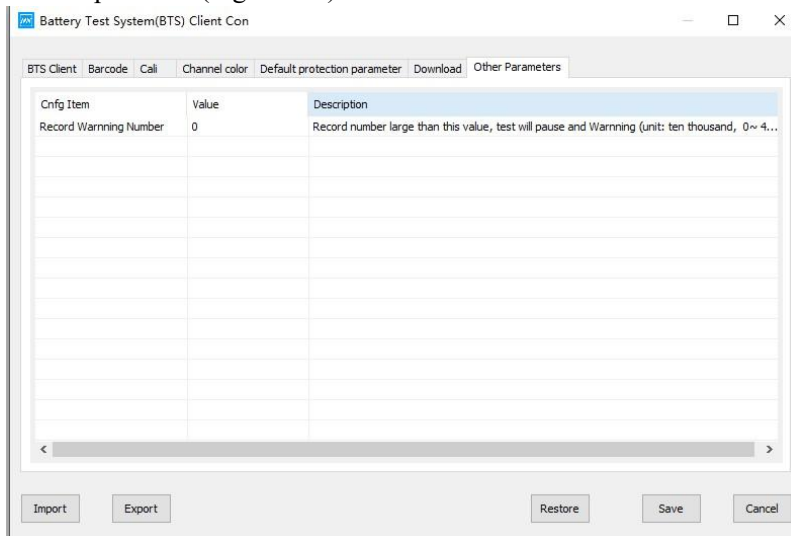 Battery Test System(BTS) Client Con
BTS Client Barcode Cali Channel color Default protection parameter Download Other Parameters
Cnfg Item Value Description
Record Warnning Number 0 Record number large than this value, test will pause and Warnning (unit: ten thousand, 0~ 4...
Import Export Restore Save Cancel